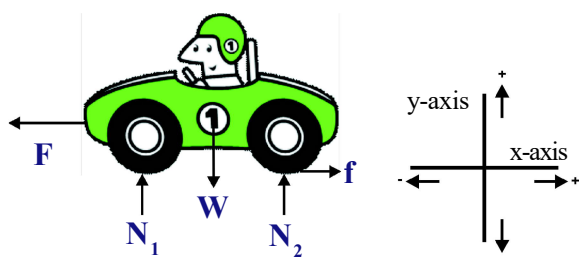 1
1
F
f
W
N₁
N₂
y-axis
x-axis
+
-
+
-